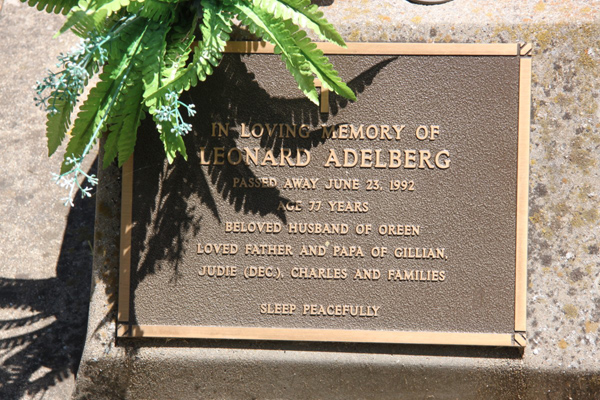 IN LOVING MEMORY OF
LEONARD ADELBERG
PASSED AWAY JUNE 23, 1992
AGE 77 YEARS
BELOVED HUSBAND OF OREEN
LOVED FATHER AND PAPA OF GILLIAN,
JUDIE (DEC.), CHARLES AND FAMILIES
SLEEP PEACEFULLY